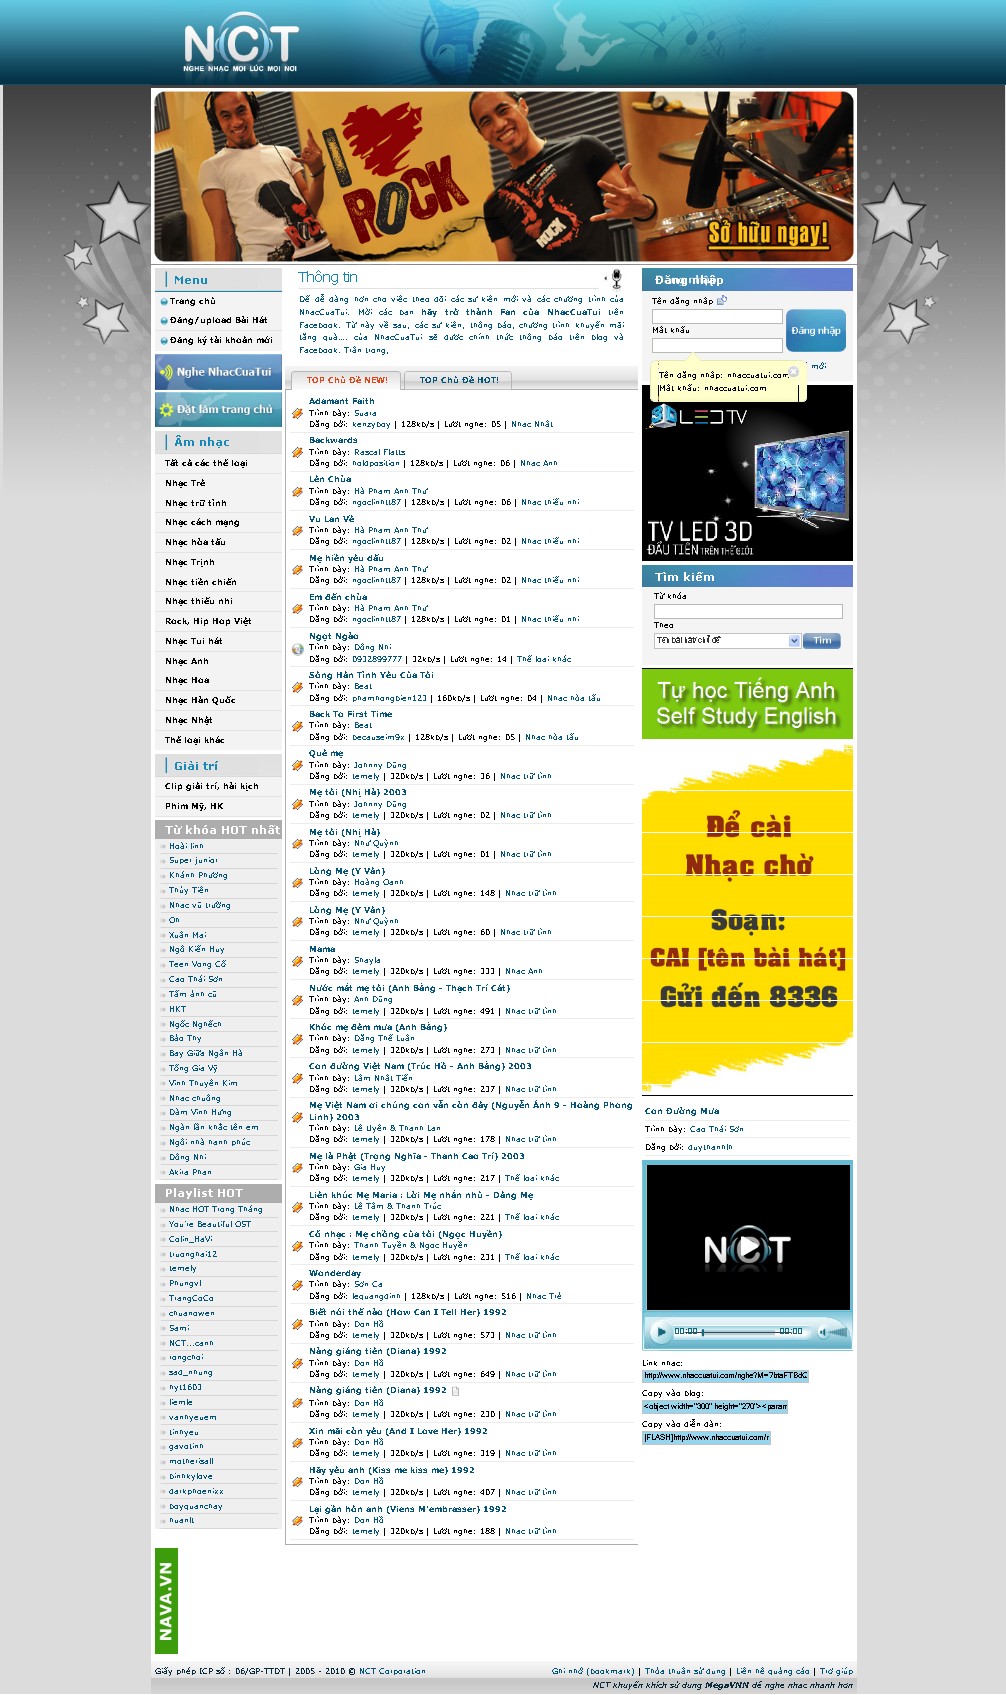 NCT
NGHE NHẠC MỌI LÚC MỌI NƠI
I ROCK
ROCK
Sở hữu ngay!
Menu
Trang chủ
Đăng/upload Bài Hát
Đăng ký tài khoản mới
Nghe NhacCuaTui
Đặt làm trang chủ
Âm nhạc
Tất cả các thể loại
Nhạc Trẻ
Nhạc trữ tình
Nhạc cách mạng
Nhạc hòa tấu
Nhạc Trịnh
Nhạc tiền chiến
Nhạc thiếu nhi
Rock, Hip Hop Việt
Nhạc Tui hát
Nhạc Anh
Nhạc Hoa
Nhạc Hàn Quốc
Nhạc Nhật
Thể loại khác
Giải trí
Clip giải trí, hài kịch
Phim Mỹ, HK
Từ khóa HOT nhất
Hoài linh
Super junior
Khánh Phương
Thủy Tiên
Nhac vũ trường
On
Xuân Mai
Ngô Kiến Huy
Teen Vọng Cổ
Cao Thái Sơn
Tấm ảnh cũ
HKT
Ngốc Nghếch
Bảo Thy
Bay Giữa Ngân Hà
Tống Gia Vỹ
Vĩnh Thuyên Kim
Nhạc chuông
Đàm Vĩnh Hưng
Ngàn lần khắc tên em
Ngôi nhà hạnh phúc
Đông Nhi
Akira Phan
Playlist HOT
Nhac HOT Trong Tháng
You're Beautiful OST
Colin_HaVi
truonghai12
temely
Phungvl
TrangCoCo
chuahowen
Sami
NCT...canh
rongchoi
sad_nhung
hyt1603
liemle
vannyeuem
tinnyeu
gavotinh
motherisall
binnkylove
darkphoenixx
boyquanchay
huanlt
NAVA.VN
Thông tin
Để dễ dàng hơn cho việc theo dõi các sự kiện mới và các chương trình của
NhacCuaTui. Mời các bạn hãy trở thành Fan của NhacCuaTui trên
Facebook. Từ nay về sau, các sự kiện, thông báo, chương trình khuyến mãi
tặng quà.... của NhacCuaTui sẽ được chính thức thông báo trên blog và
Facebook. Trân trọng,
TOP Chủ Đề NEW! TOP Chủ Đề HOT!
Adamant Faith
Trình bày: Suara
Đăng bởi: kenzyboy | 128kb/s | Lượt nghe: 05 | Nhạc Nhật
Backwards
Trình bày: Rascal Flatts
Đăng bởi: holdposition | 128kb/s | Lượt nghe: 06 | Nhạc Anh
Lên Chùa
Trình bày: Hà Phạm Anh Thư
Đăng bởi: ngoclinhtt87 | 128kb/s | Lượt nghe: 06 | Nhạc thiếu nhi
Vu Lan Về
Trình bày: Hà Phạm Anh Thư
Đăng bởi: ngoclinhtt87 | 128kb/s | Lượt nghe: 02 | Nhạc thiếu nhi
Mẹ hiền yêu dấu
Trình bày: Hà Phạm Anh Thư
Đăng bởi: ngoclinhtt87 | 128kb/s | Lượt nghe: 02 | Nhạc thiếu nhi
Em đến chùa
Trình bày: Hà Phạm Anh Thư
Đăng bởi: ngoclinhtt87 | 128kb/s | Lượt nghe: 01 | Nhạc thiếu nhi
Ngọt Ngào
Trình bày: Đông Nhi
Đăng bởi: 0932899777 | 32kb/s | Lượt nghe: 14 | Thể loại khác
Sông Hàn Tình Yêu Của Tôi
Trình bày: Beat
Đăng bởi: phamhongbien123 | 160kb/s | Lượt nghe: 04 | Nhạc hòa tấu
Back To First Time
Trình bày: Beat
Đăng bởi: becauseim9x | 128kb/s | Lượt nghe: 05 | Nhạc hòa tấu
Quê mẹ
Trình bày: Johnny Dũng
Đăng bởi: temely | 320kb/s | Lượt nghe: 36 | Nhạc trữ tình
Mẹ tôi (Nhị Hà) 2003
Trình bày: Johnny Dũng
Đăng bởi: temely | 320kb/s | Lượt nghe: 02 | Nhạc trữ tình
Mẹ tôi (Nhị Hà)
Trình bày: Như Quỳnh
Đăng bởi: temely | 320kb/s | Lượt nghe: 01 | Nhạc trữ tình
Lòng Mẹ (Y Vân)
Trình bày: Hoàng Oanh
Đăng bởi: temely | 320kb/s | Lượt nghe: 148 | Nhạc trữ tình
Lòng Mẹ (Y Vân)
Trình bày: Như Quỳnh
Đăng bởi: temely | 320kb/s | Lượt nghe: 60 | Nhạc trữ tình
Mama
Trình bày: Shayla
Đăng bởi: temely | 320kb/s | Lượt nghe: 333 | Nhạc Anh
Nước mắt mẹ tôi (Anh Bằng - Thạch Trí Cát)
Trình bày: Anh Dũng
Đăng bởi: temely | 320kb/s | Lượt nghe: 491 | Nhạc trữ tình
Khóc mẹ đêm mưa (Anh Bằng)
Trình bày: Đặng Thế Luân
Đăng bởi: temely | 320kb/s | Lượt nghe: 273 | Nhạc trữ tình
Con đường Việt Nam (Trúc Hồ - Anh Bằng) 2003
Trình bày: Lâm Nhật Tiến
Đăng bởi: temely | 320kb/s | Lượt nghe: 237 | Nhạc trữ tình
Mẹ Việt Nam ơi chúng con vẫn còn đây (Nguyễn Ánh 9 - Hoàng Phong
Linh) 2003
Trình bày: Lê Uyên & Thanh Lan
Đăng bởi: temely | 320kb/s | Lượt nghe: 178 | Nhạc trữ tình
Mẹ là Phật (Trọng Nghĩa - Thanh Cao Trí) 2003
Trình bày: Gia Huy
Đăng bởi: temely | 320kb/s | Lượt nghe: 217 | Thể loại khác
Liên khúc Mẹ Maria : Lời Mẹ nhắn nhủ - Dâng Mẹ
Trình bày: Lê Tâm & Thanh Trúc
Đăng bởi: temely | 320kb/s | Lượt nghe: 221 | Thể loại khác
Cổ nhạc : Mẹ chồng của tôi (Ngọc Huyền)
Trình bày: Thanh Tuyền & Ngọc Huyền
Đăng bởi: temely | 320kb/s | Lượt nghe: 231 | Thể loại khác
Wonderday
Trình bày: Sơn Ca
Đăng bởi: lequangdinh | 128kb/s | Lượt nghe: 516 | Nhạc Trẻ
Biết nói thế nào (How Can I Tell Her) 1992
Trình bày: Don Hồ
Đăng bởi: temely | 320kb/s | Lượt nghe: 573 | Nhạc trữ tình
Nàng giáng tiên (Diana) 1992
Trình bày: Don Hồ
Đăng bởi: temely | 320kb/s | Lượt nghe: 649 | Nhạc trữ tình
Nàng giáng tiên (Diana) 1992
Trình bày: Don Hồ
Đăng bởi: temely | 320kb/s | Lượt nghe: 230 | Nhạc trữ tình
Xin mãi còn yêu (And I Love Her) 1992
Trình bày: Don Hồ
Đăng bởi: temely | 320kb/s | Lượt nghe: 319 | Nhạc trữ tình
Hãy yêu anh (Kiss me kiss me) 1992
Trình bày: Don Hồ
Đăng bởi: temely | 320kb/s | Lượt nghe: 407 | Nhạc trữ tình
Lại gần hôn anh (Viens M'embrasser) 1992
Trình bày: Don Hồ
Đăng bởi: temely | 320kb/s | Lượt nghe: 188 | Nhạc trữ tình
Đăng nhập
Tên đăng nhập
Mật khẩu
Đăng nhập
mới
Tên đăng nhập: nhaccuatui.com
Mật khẩu: nhaccuatui.com
3D LED TV
TV LED 3D
ĐẦU TIÊN TRÊN THẾ GIỚI
Tìm kiếm
Từ khóa
Theo
Tên bài hát/chủ đề
Tìm
Tự học Tiếng Anh
Self Study English
Để cài
Nhạc chờ
Soạn:
CAI [tên bài hát]
Gửi đến 8336
Con Đường Mưa
Trình bày: Cao Thái Sơn
Đăng bởi: duythannln
NCT
00:00 00:00
Link nhạc:
http://www.nhaccuatui.com/nghe?M=7btaFTBdQ
Copy vào blog:
<object width="300" height="270"><param
Copy vào diễn đàn:
[FLASH]http://www.nhaccuatui.com/r
Giấy phép ICP số : 06/GP-TTDT | 2005 - 2010 © NCT Corporation
Ghi nhớ (bookmark) | Thỏa thuận sử dụng | Liên hệ quảng cáo | Trợ giúp
NCT khuyến khích sử dụng MegaVNN để nghe nhạc nhanh hơn